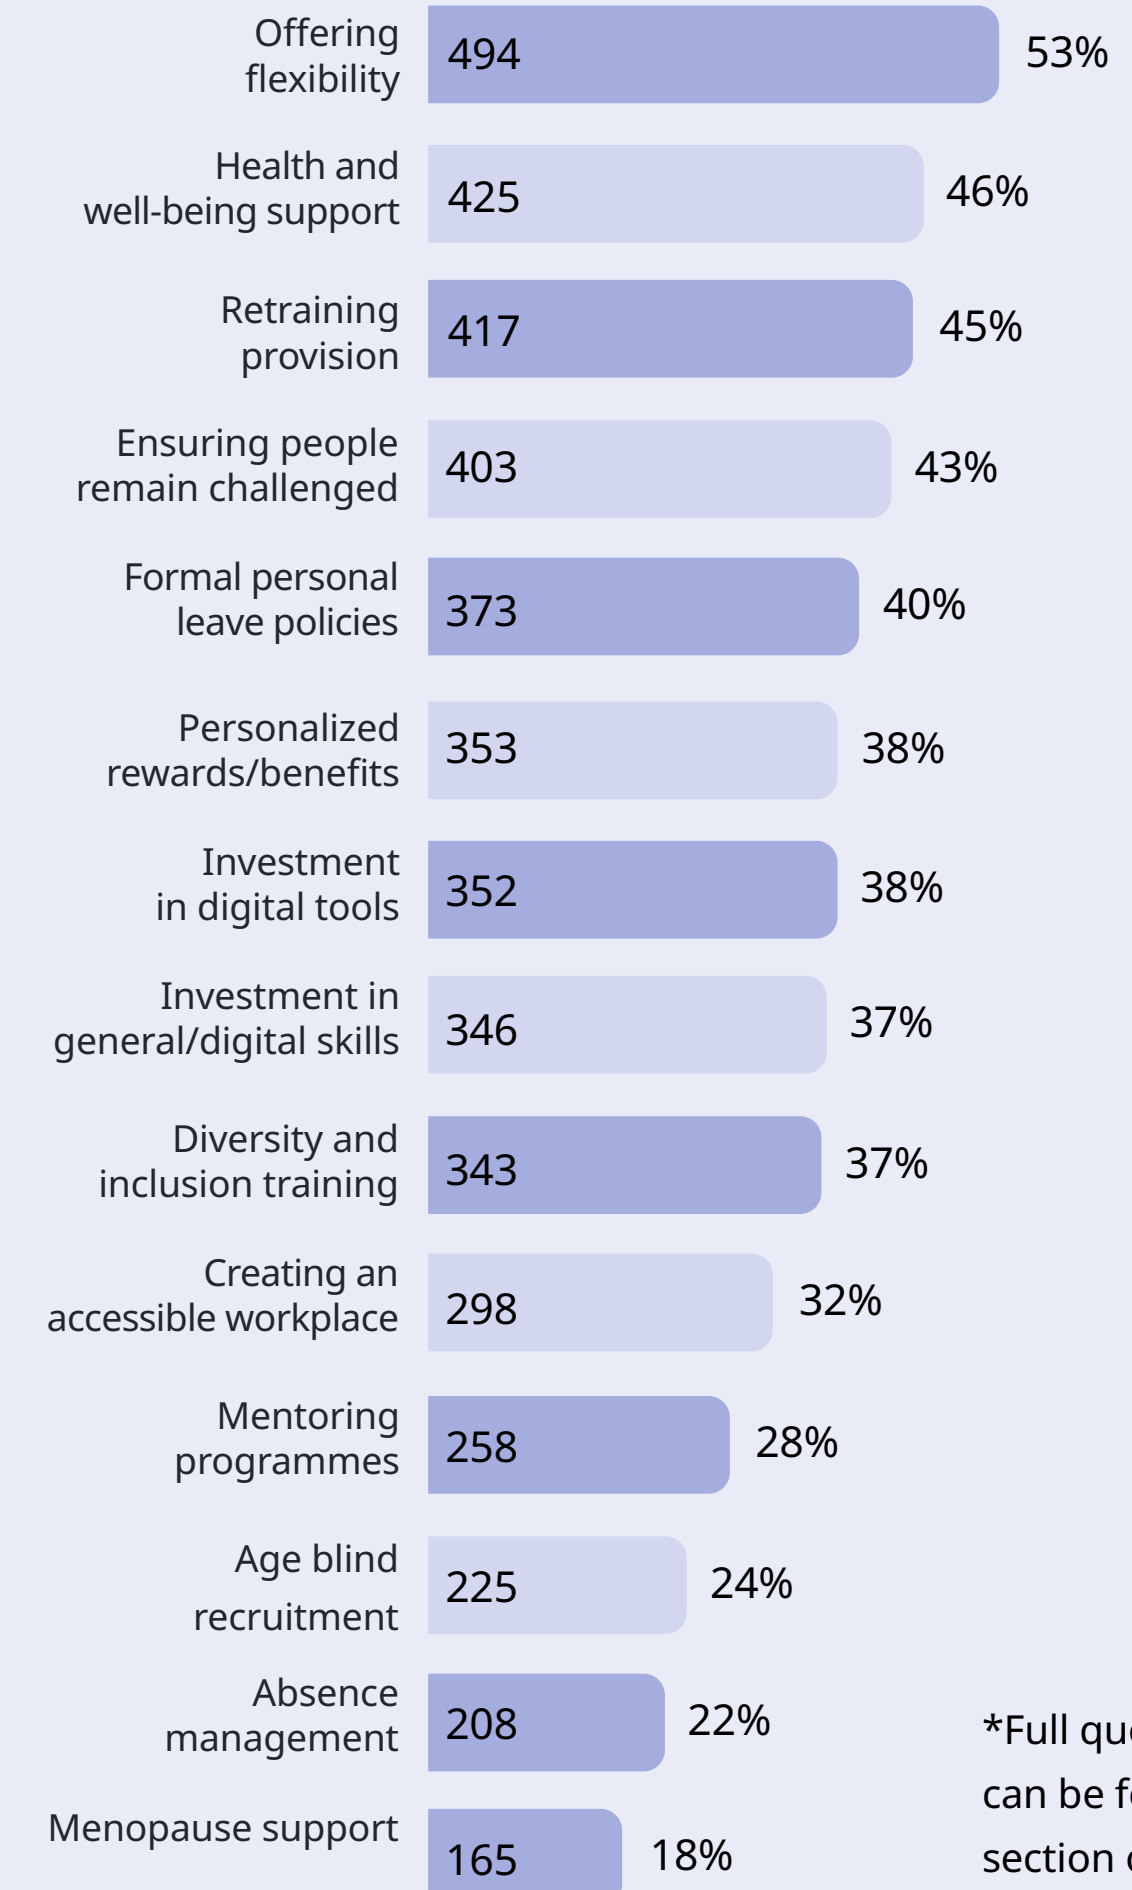 Offering
flexibility
494
53%
Health and
well-being support
425
46%
Retraining
provision
417
45%
Ensuring people
remain challenged
403
43%
Formal personal
leave policies
373
40%
Personalized
rewards/benefits
353
38%
Investment
in digital tools
352
38%
Investment in
general/digital skills
346
37%
Diversity and
inclusion training
343
37%
Creating an
accessible workplace
298
32%
Mentoring
programmes
258
28%
Age blind
recruitment
225
24%
Absence
management
208
22%
Menopause support
165
18%
*Full
can be
section